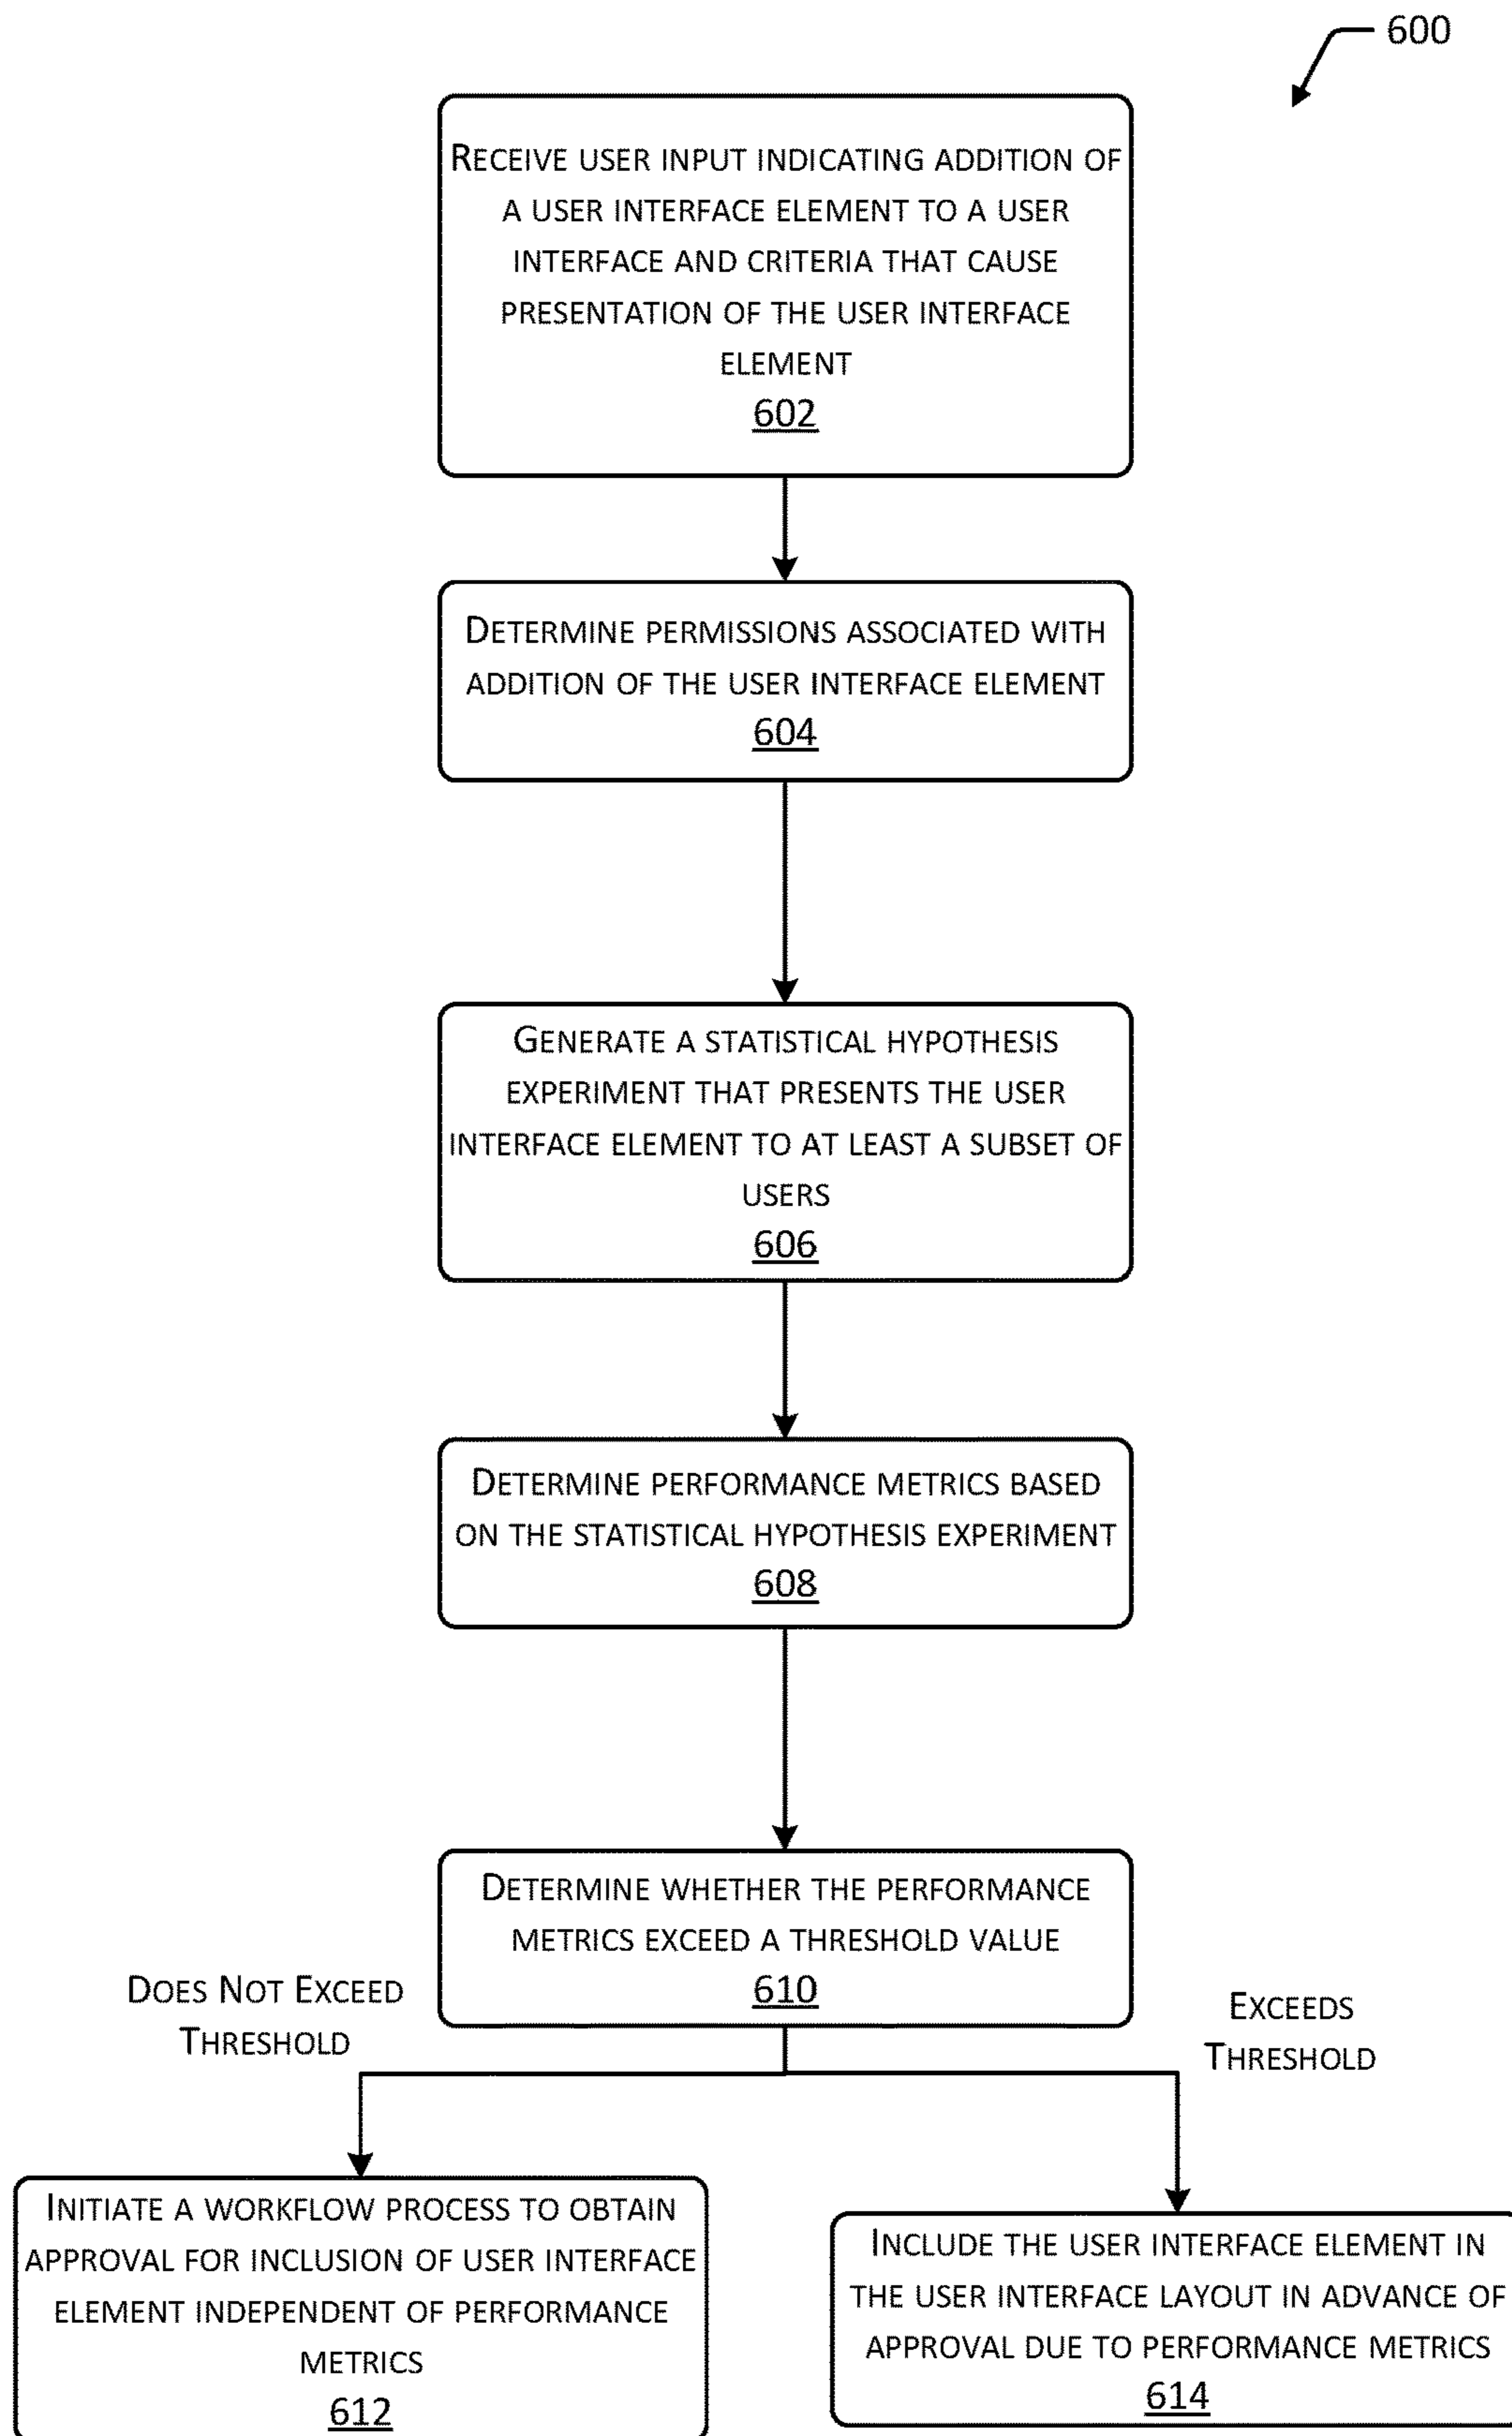 600
RECEIVE USER INPUT INDICATING ADDITION OF
A USER INTERFACE ELEMENT TO A USER
INTERFACE AND CRITERIA THAT CAUSE
PRESENTATION OF THE USER INTERFACE
ELEMENT
602
DETERMINE PERMISSIONS ASSOCIATED WITH
ADDITION OF THE USER INTERFACE ELEMENT
604
GENERATE A STATISTICAL HYPOTHESIS
EXPERIMENT THAT PRESENTS THE USER
INTERFACE ELEMENT TO AT LEAST A SUBSET OF
USERS
606
DETERMINE PERFORMANCE METRICS BASED
ON THE STATISTICAL HYPOTHESIS EXPERIMENT
608
DETERMINE WHETHER THE PERFORMANCE
METRICS EXCEED A THRESHOLD VALUE
610
DOES NOT EXCEED
THRESHOLD
EXCEEDS
THRESHOLD
INITIATE A WORKFLOW PROCESS TO OBTAIN
APPROVAL FOR INCLUSION OF USER INTERFACE
ELEMENT INDEPENDENT OF PERFORMANCE
METRICS
612
INCLUDE THE USER INTERFACE ELEMENT IN
THE USER INTERFACE LAYOUT IN ADVANCE OF
APPROVAL DUE TO PERFORMANCE METRICS
614